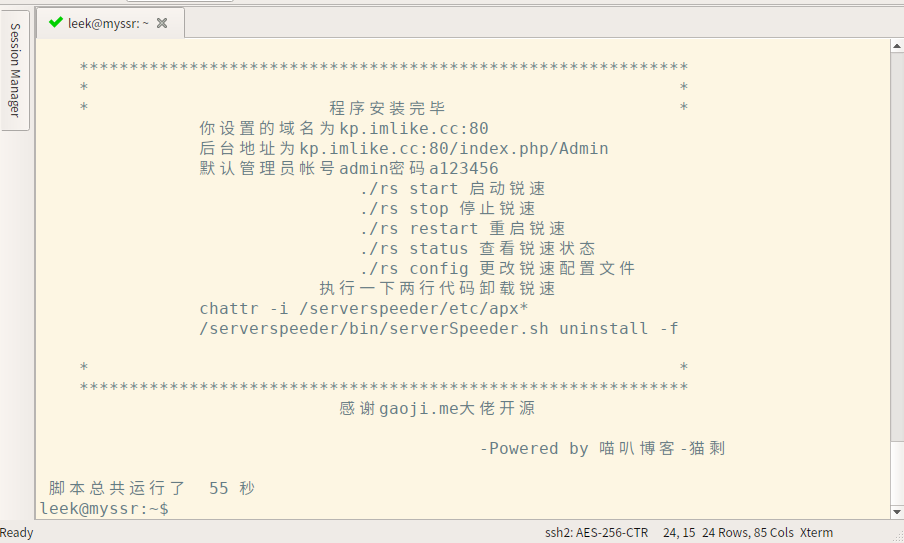 leek@myssr: ~
Session Manager
*************************************************************
* *
* 程序安装完毕 *
你设置的域名为kp.imlike.cc:80
后台地址为kp.imlike.cc:80/index.php/Admin
默认管理员帐号admin密码a123456
./rs start 启动锐速
./rs stop 停止锐速
./rs restart 重启锐速
./rs status 查看锐速状态
./rs config 更改锐速配置文件
执行一下两行代码卸载锐速
chattr -i /serverspeeder/etc/apx*
/serverspeeder/bin/serverSpeeder.sh uninstall -f
* *
*************************************************************
感谢gaoji.me大佬开源
-Powered by 喵叭博客-猫剩
脚本总共运行了 55 秒
leek@myssr:~$
Ready ssh2: AES-256-CTR 24, 15 24 Rows, 85 Cols Xterm